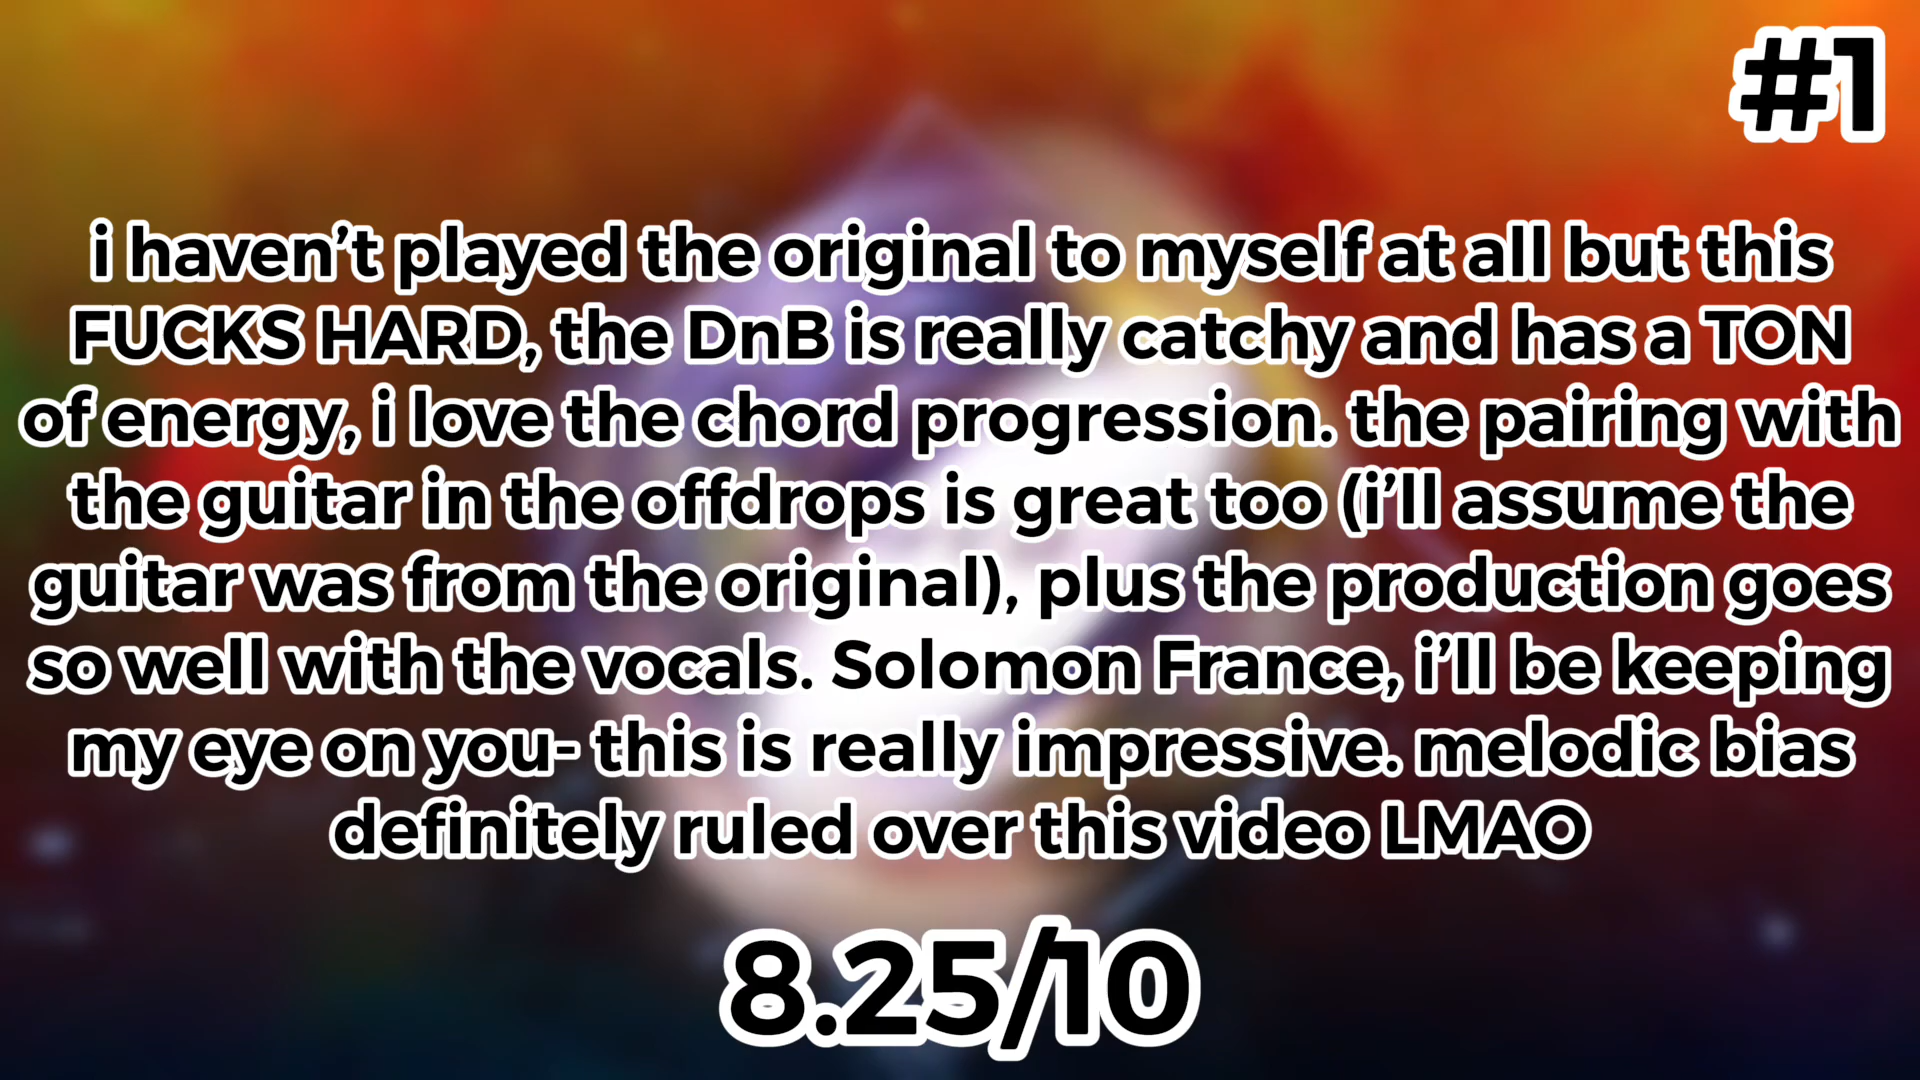 #1
i haven’t played the original to myself at all but this
FUCKS HARD, the DnB is really catchy and has a TON
of energy, i love the chord progression. the pairing with
the guitar in the offdrops is great too (i’ll assume the
guitar was from the original), plus the production goes
so well with the vocals. Solomon France, i’ll be keeping
my eye on you- this is really impressive. melodic bias
definitely ruled over this video LMAO
8.25/10